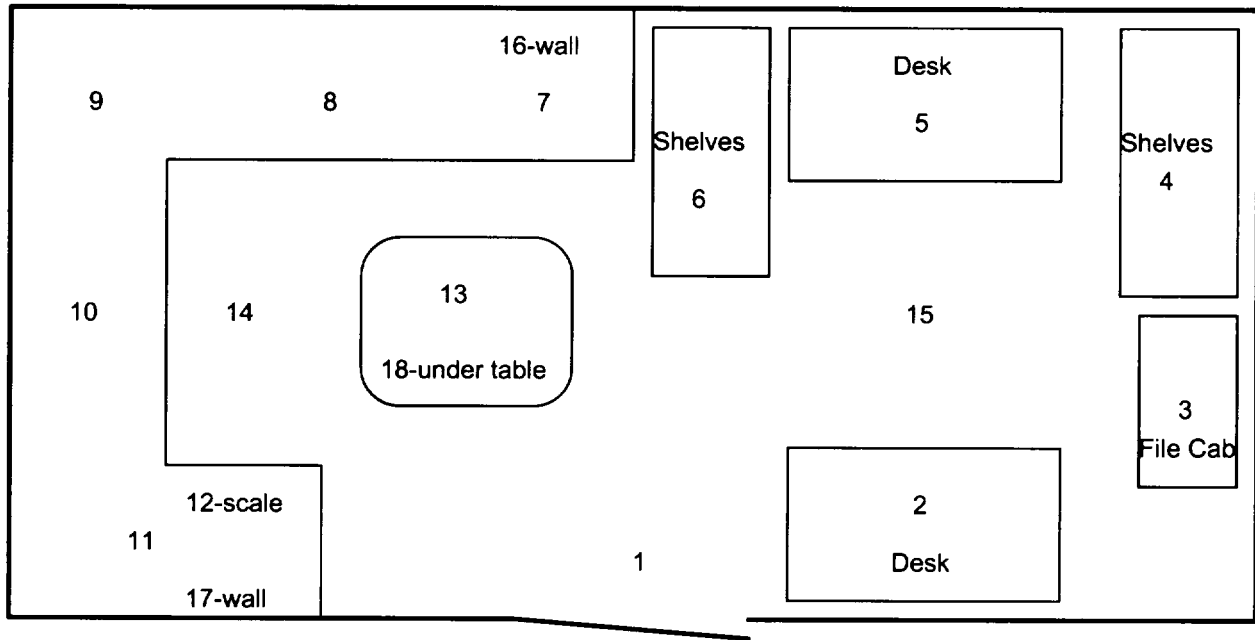 16-wall
9
8
7
Desk
5
Shelves
6
Shelves
4
10
14
13
18-under table
15
3
File Cab
12-scale
11
17-wall
1
2
Desk